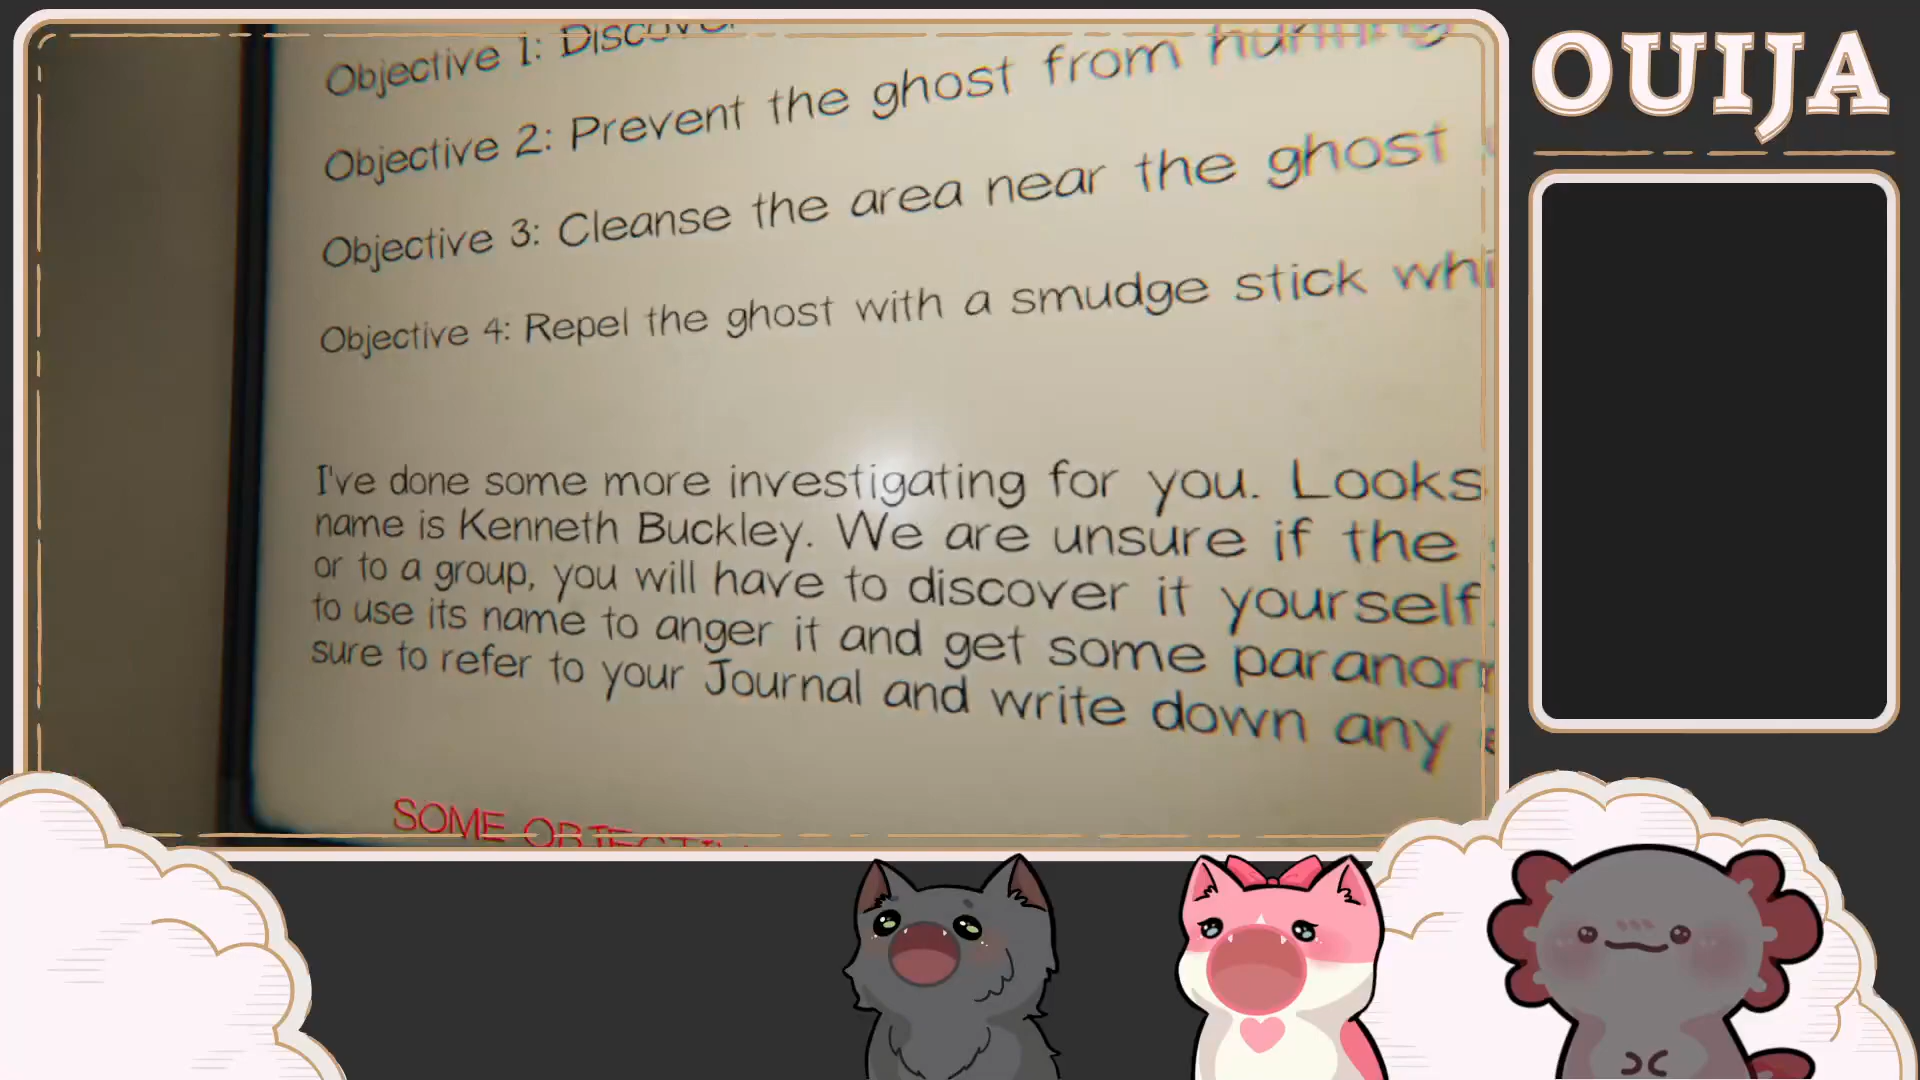 Objective 1: Discover
Objective 2: Prevent the ghost from hunting
Objective 3: Cleanse the area near the ghost
Objective 4: Repel the ghost with a smudge stick
I've done some more investigating for you. Looks
name is Kenneth Buckley. We are unsure if the
or to a group, you will have to discover it yourself.
to use its name to anger it and get some
sure to refer to your Journal and write down any
SOME
OUIJA